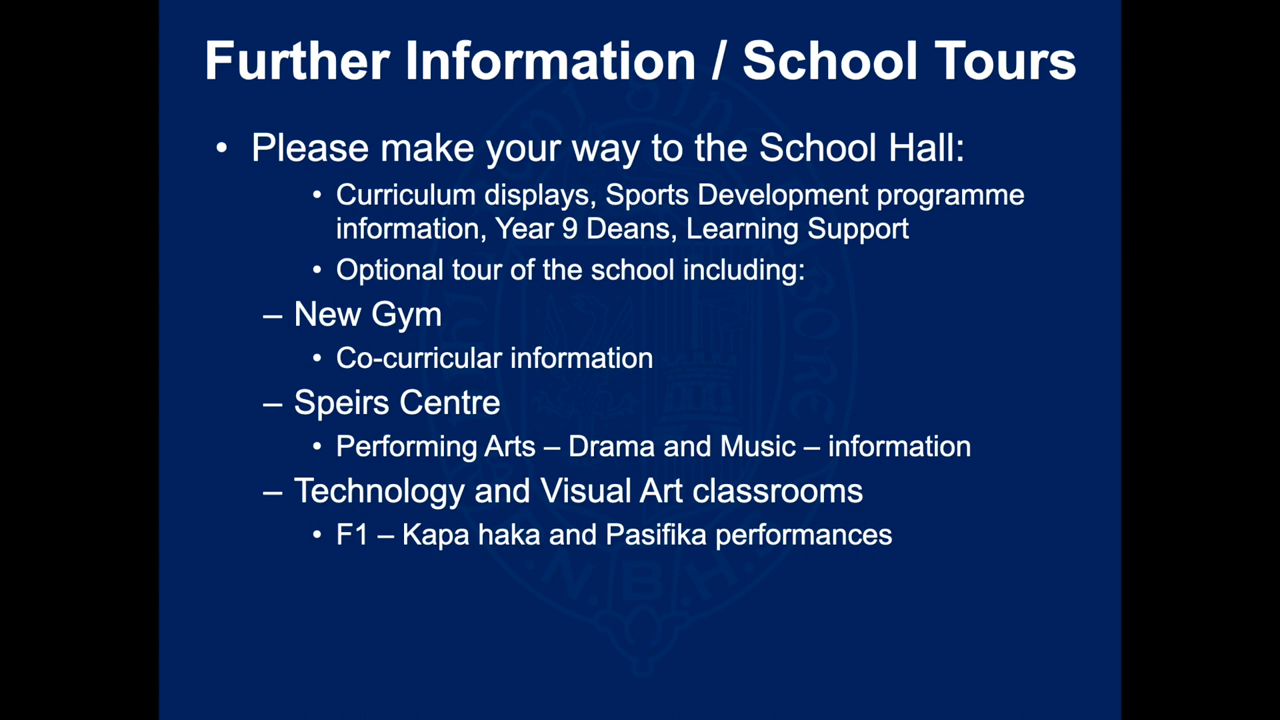 Further Information / School Tours
• Please make your way to the School Hall:
• Curriculum displays, Sports Development programme
information, Year 9 Deans, Learning Support
• Optional tour of the school including:
– New Gym
• Co-curricular information
– Speirs Centre
• Performing Arts – Drama and Music – information
– Technology and Visual Art classrooms
• F1 – Kapa haka and Pasifika performances